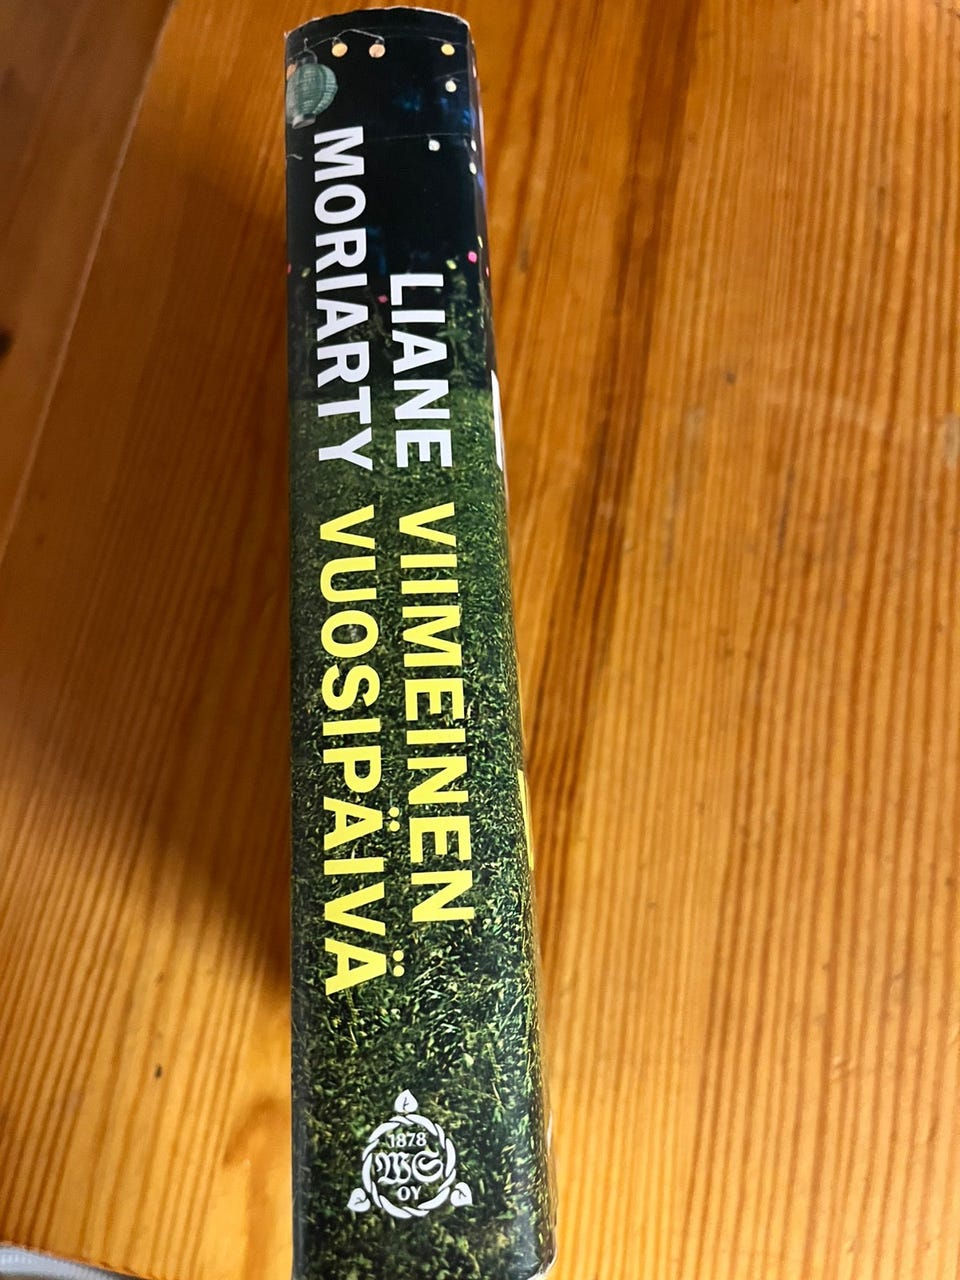 LIANE
MORIARTY
VIIMEINEN
VUOSIPÄIVÄ
1878
WS
OY